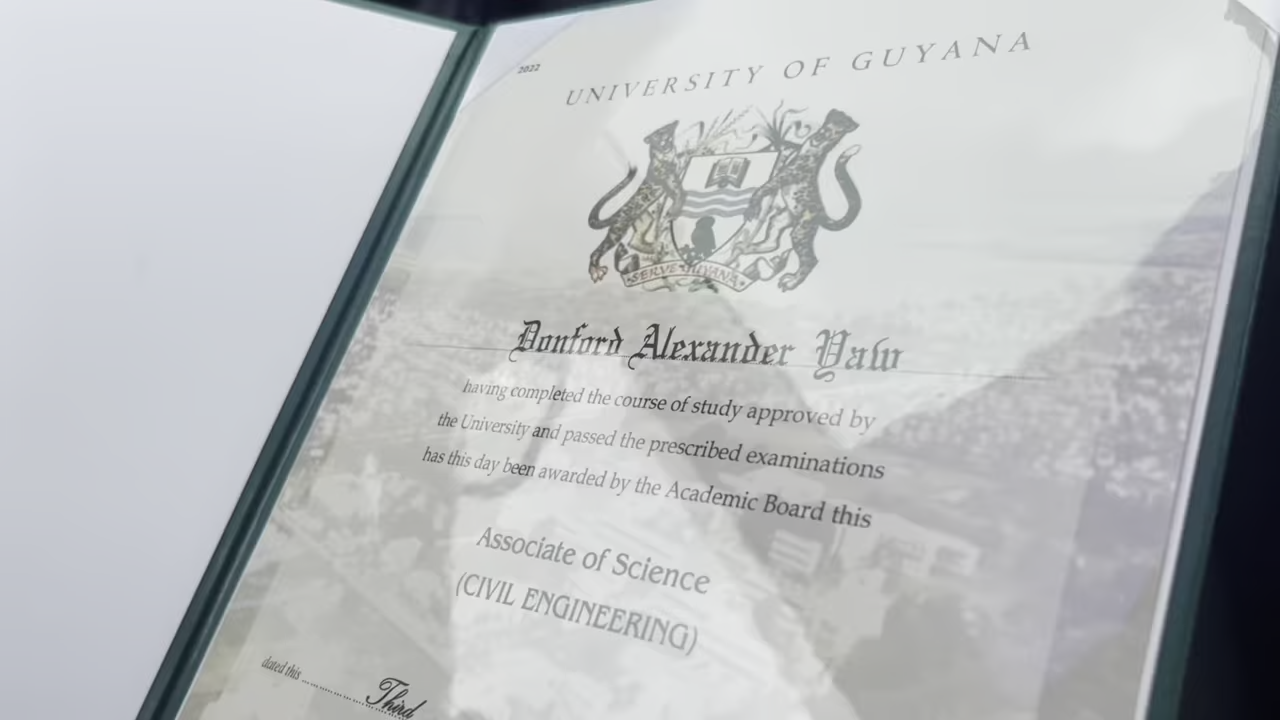 2022
UNIVERSITY OF GUYANA
SERVE GUYANA
Donford Alexander Yaw
having completed the course of study approved by
the University and passed the prescribed examinations
has this day been awarded by the Academic Board this
Associate of Science
(CIVIL ENGINEERING)
dated this ............ Third